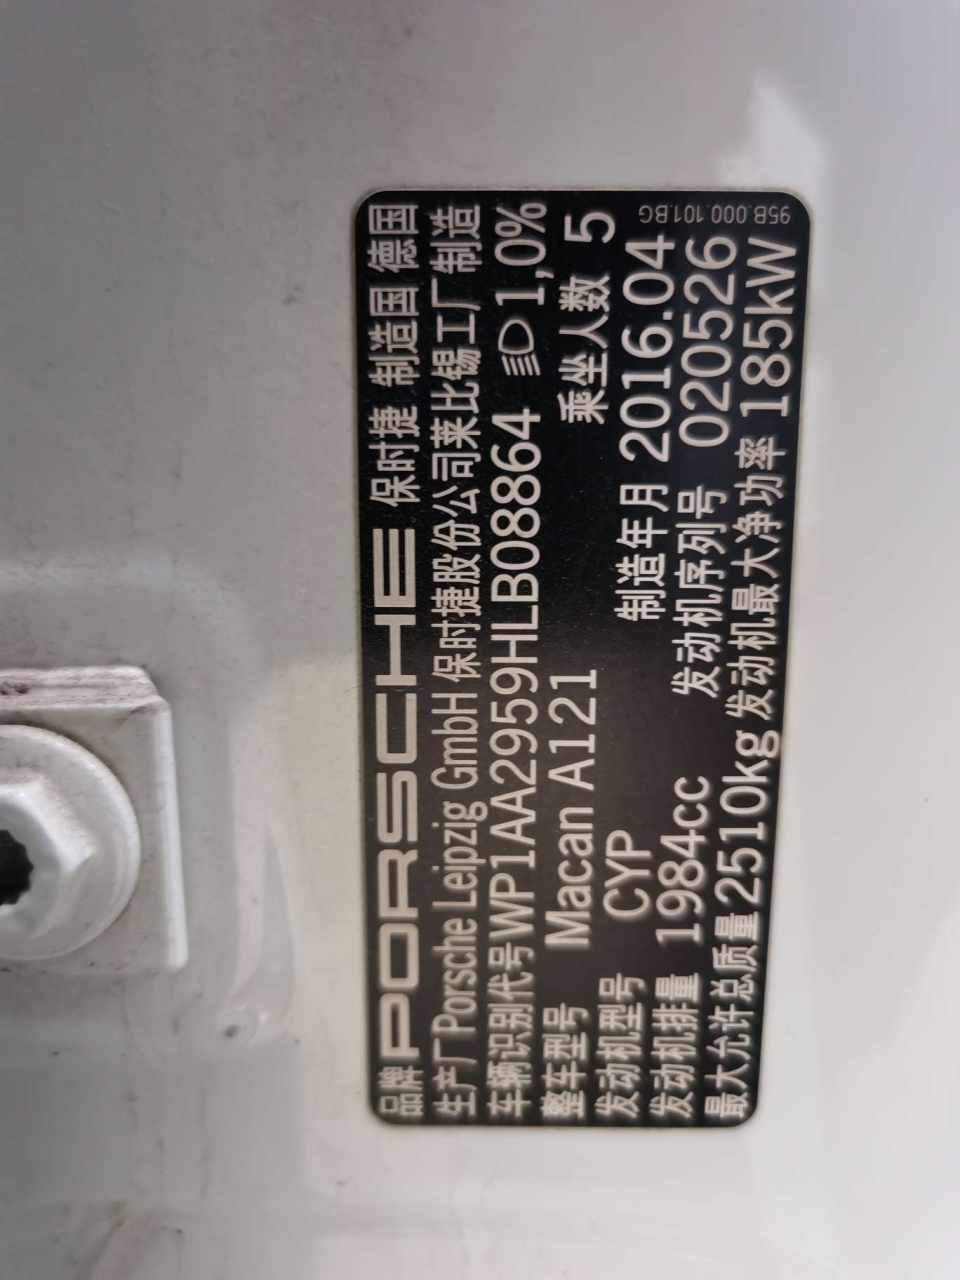 品牌 PORSCHE 保时捷 制造国 德国
生产厂 Porsche Leipzig GmbH 保时捷股份公司莱比锡工厂制造
车辆识别代号 WP1AA2959HLB08864 1,0%
整车型号 Macan A121 乘坐人数 5
发动机型号 CYP 制造年月 2016.04
发动机排量 1984cc 发动机序列号 020526
最大允许总质量 2510kg 发动机最大净功率 185kW
95B.000.101.BG